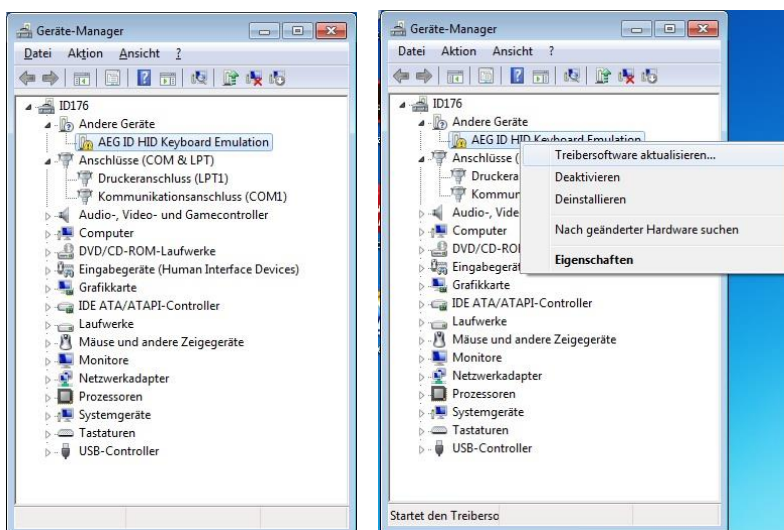 Geräte-Manager
Datei Aktion Ansicht ?
ID176
Andere Geräte
AEG ID HID Keyboard Emulation
Anschlüsse (COM & LPT)
Druckeranschluss (LPT1)
Kommunikationsanschluss (COM1)
Audio-, Video- und Gamecontroller
Computer
DVD/CD-ROM-Laufwerke
Eingabegeräte (Human Interface Devices)
Grafikkarte
IDE ATA/ATAPI-Controller
Laufwerke
Mäuse und andere Zeigegeräte
Monitore
Netzwerkadapter
Prozessoren
Systemgeräte
Tastaturen
USB-Controller
Geräte-Manager
Datei Aktion Ansicht ?
ID176
Andere Geräte
AEG ID HID Keyboard Emulation
Anschlüsse (
Druckera
Kommun
Audio-, Vide
Computer
DVD/CD-RO
Eingabegerät
Grafikkarte
IDE ATA/ATAPI-Controller
Laufwerke
Mäuse und andere Zeigegeräte
Monitore
Netzwerkadapter
Prozessoren
Systemgeräte
Tastaturen
USB-Controller
Treibersoftware aktualisieren...
Deaktivieren
Deinstallieren
Nach geänderter Hardware suchen
Eigenschaften
Startet den Treiberso